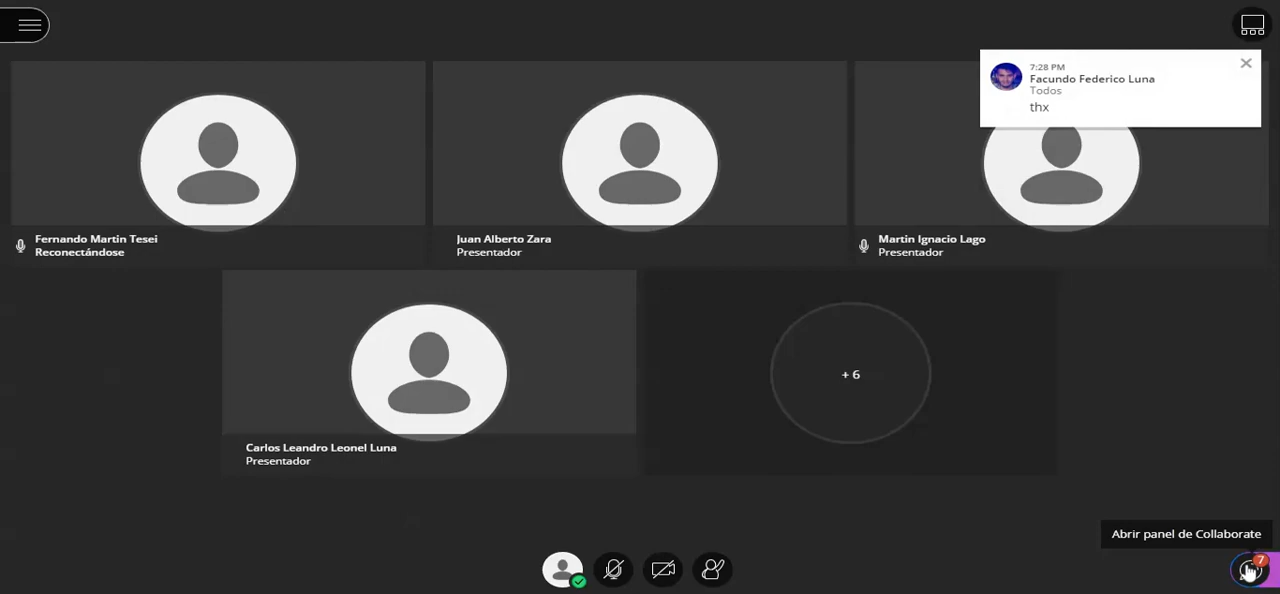 7:28 PM
Facundo Federico Luna
Todos
thx
Fernando Martin Tesei
Reconectándose
Juan Alberto Zara
Presentador
Martin Ignacio Lago
Presentador
Carlos Leandro Leonel Luna
Presentador
+ 6
Abrir panel de Collaborate
7